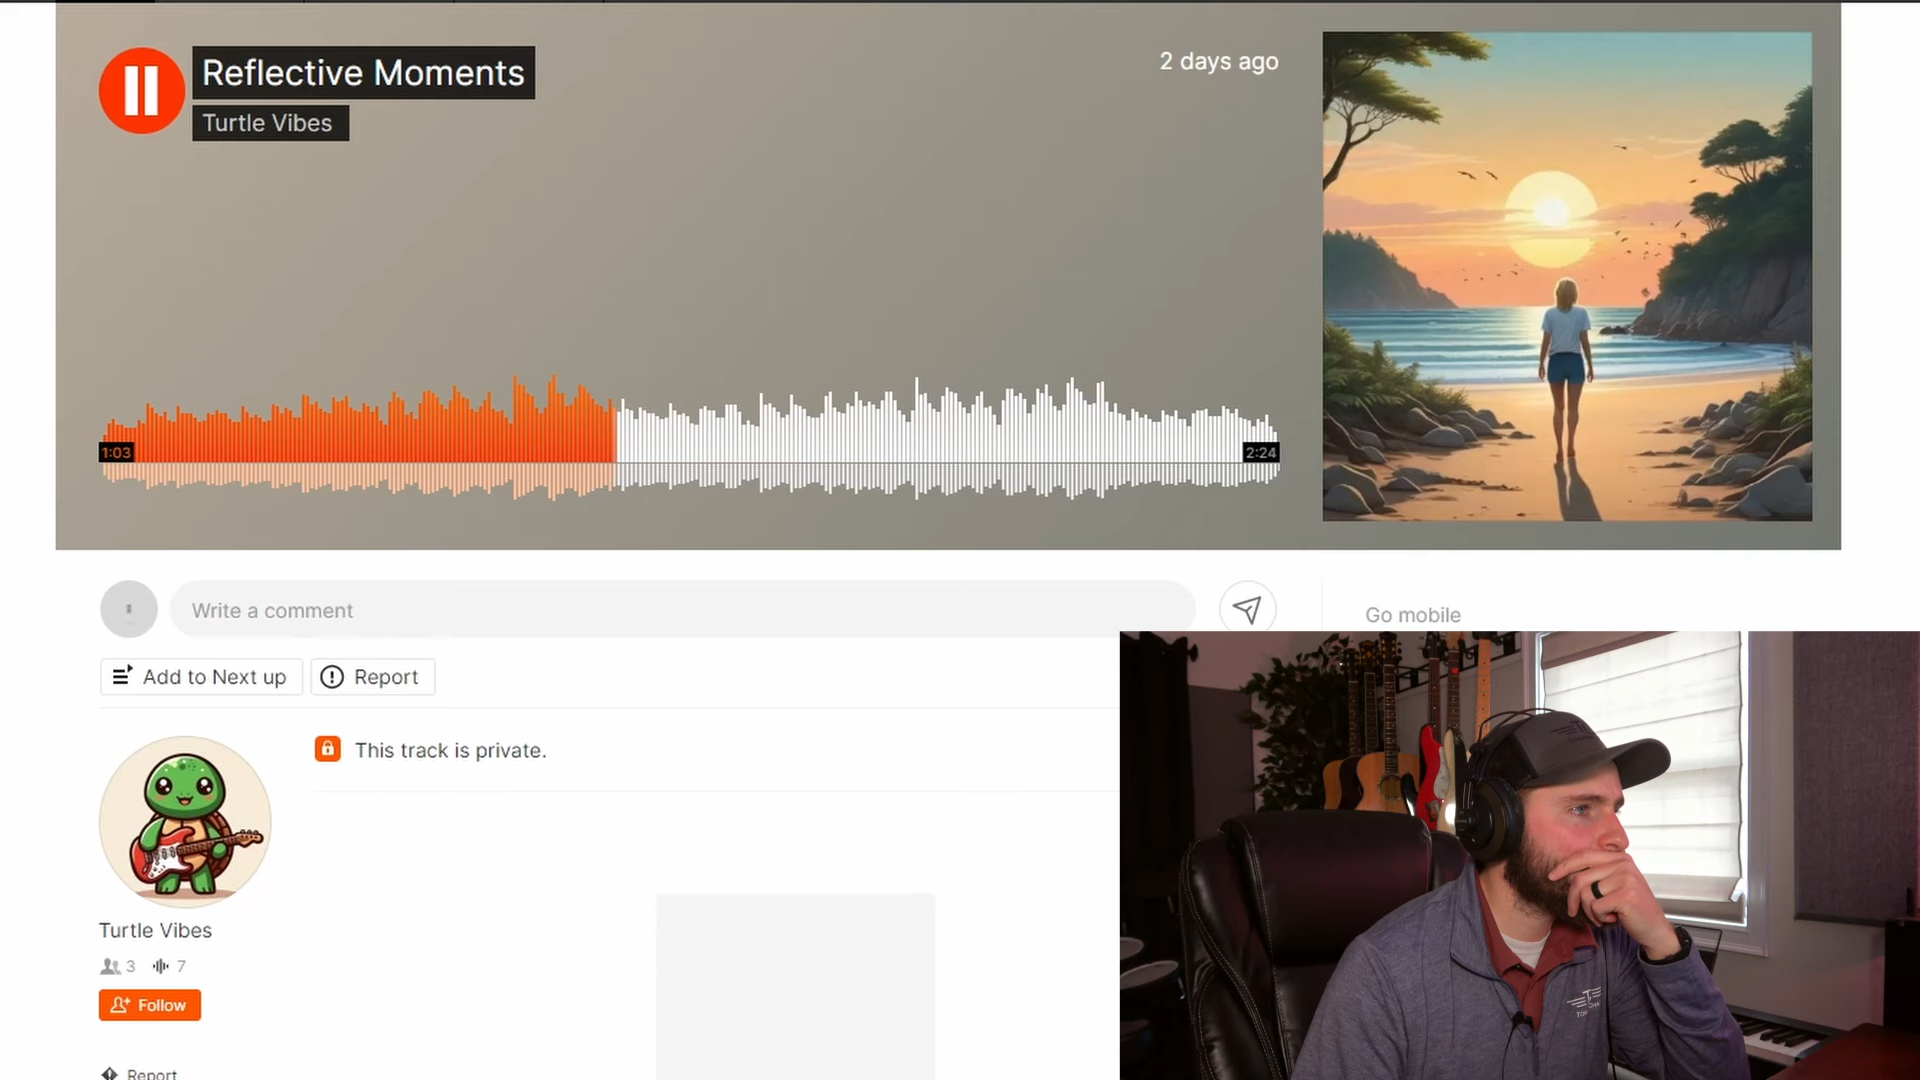 Reflective Moments
Turtle Vibes
2 days ago
1:03
2:24
Write a comment
Go mobile
Add to Next up
Report
This track is private.
Turtle Vibes
3
7
Follow
Report